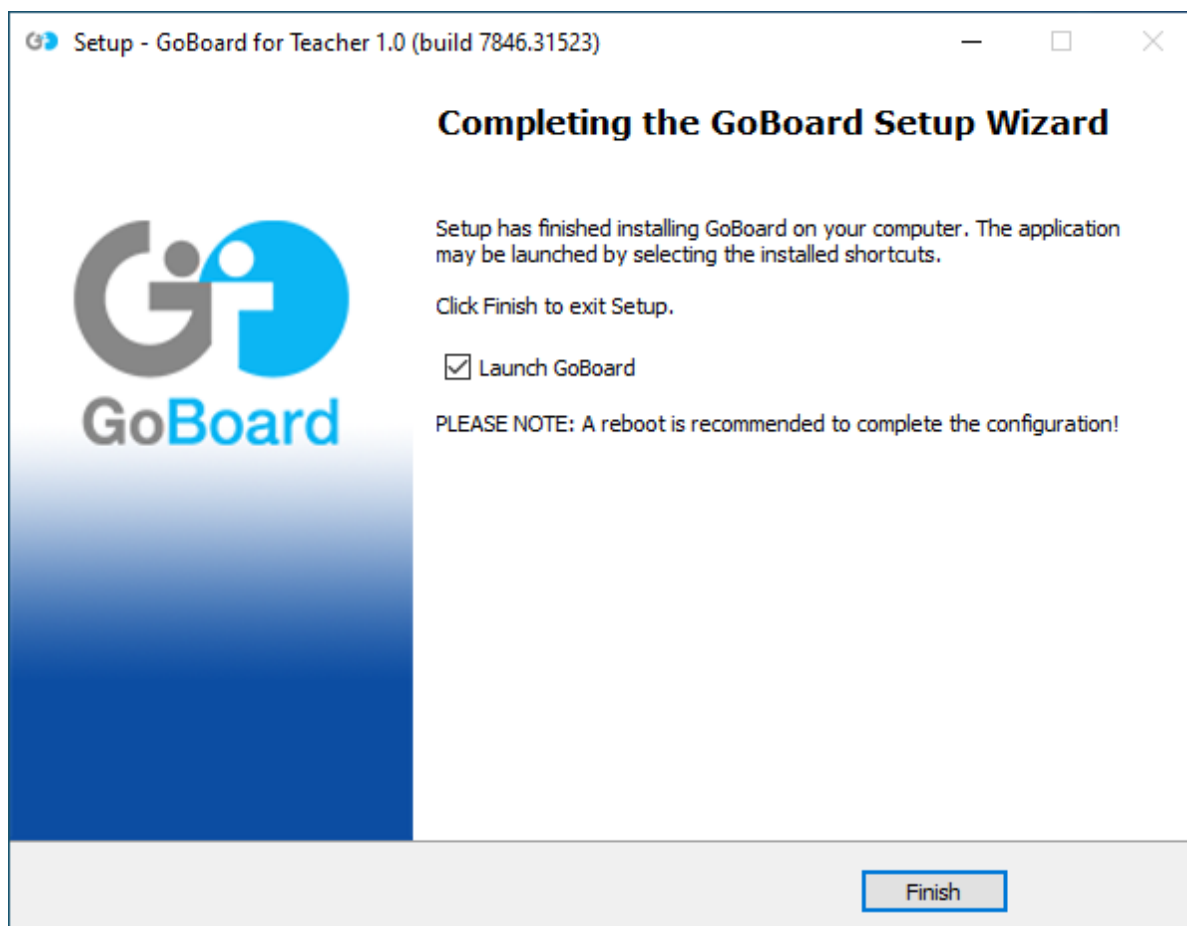 Setup - GoBoard for Teacher 1.0 (build 7846.31523)
Completing the GoBoard Setup Wizard
GoBoard
Setup has finished installing GoBoard on your computer. The application
may be launched by selecting the installed shortcuts.
Click Finish to exit Setup.
Launch GoBoard
PLEASE NOTE: A reboot is recommended to complete the configuration!
Finish